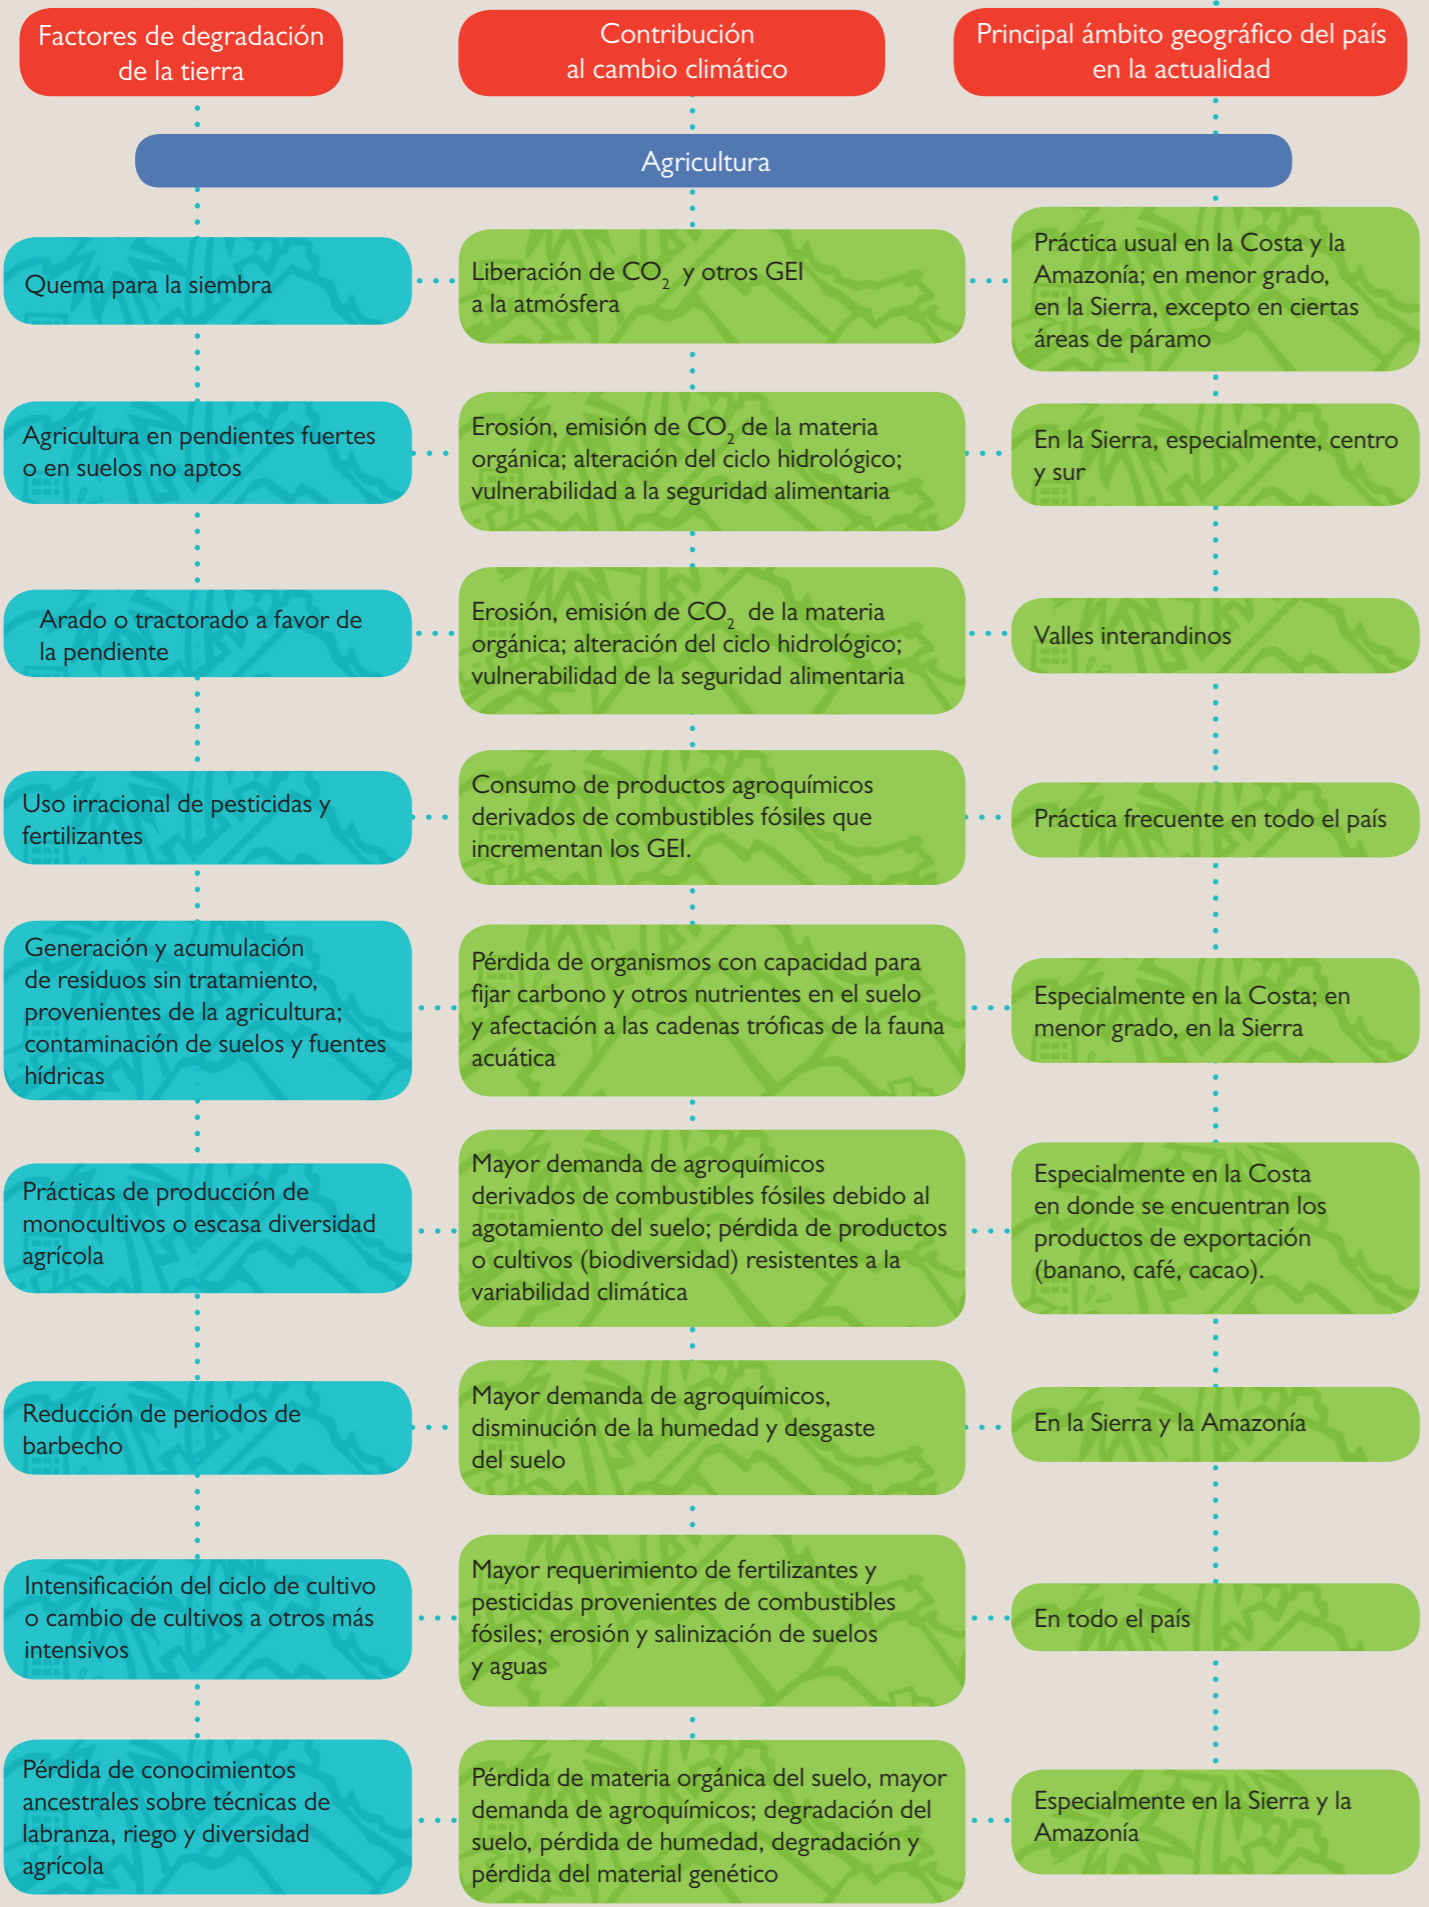 Factores de degradación
de la tierra
Contribución
al cambio climático
Principal ámbito geográfico del país
en la actualidad
Agricultura
Quema para la siembra
Liberación de CO₂ y otros GEI
a la atmósfera
Práctica usual en la Costa y la
Amazonía; en menor grado,
en la Sierra, excepto en ciertas
áreas de páramo
Agricultura en pendientes fuertes
o en suelos no aptos
Erosión, emisión de CO₂ de la materia
orgánica; alteración del ciclo hidrológico;
vulnerabilidad a la seguridad alimentaria
En la Sierra, especialmente, centro
y sur
Arado o tractorado a favor de
la pendiente
Erosión, emisión de CO₂ de la materia
orgánica; alteración del ciclo hidrológico;
vulnerabilidad de la seguridad alimentaria
Valles interandinos
Uso irracional de pesticidas y
fertilizantes
Consumo de productos agroquímicos
derivados de combustibles fósiles que
incrementan los GEI.
Práctica frecuente en todo el país
Generación y acumulación
de residuos sin tratamiento,
provenientes de la agricultura;
contaminación de suelos y fuentes
hídricas
Pérdida de organismos con capacidad para
fijar carbono y otros nutrientes en el suelo
y afectación a las cadenas tróficas de la fauna
acuática
Especialmente en la Costa; en
menor grado, en la Sierra
Prácticas de producción de
monocultivos o escasa diversidad
agrícola
Mayor demanda de agroquímicos
derivados de combustibles fósiles debido al
agotamiento del suelo; pérdida de productos
o cultivos (biodiversidad) resistentes a la
variabilidad climática
Especialmente en la Costa
en donde se encuentran los
productos de exportación
(banano, café, cacao).
Reducción de periodos de
barbecho
Mayor demanda de agroquímicos,
disminución de la humedad y desgaste
del suelo
En la Sierra y la Amazonía
Intensificación del ciclo de cultivo
o cambio de cultivos a otros más
intensivos
Mayor requerimiento de fertilizantes y
pesticidas provenientes de combustibles
fósiles; erosión y salinización de suelos
y aguas
En todo el país
Pérdida de conocimientos
ancestrales sobre técnicas de
labranza, riego y diversidad
agrícola
Pérdida de materia orgánica del suelo, mayor
demanda de agroquímicos; degradación del
suelo, pérdida de humedad, degradación y
pérdida del material genético
Especialmente en la Sierra y la
Amazonía